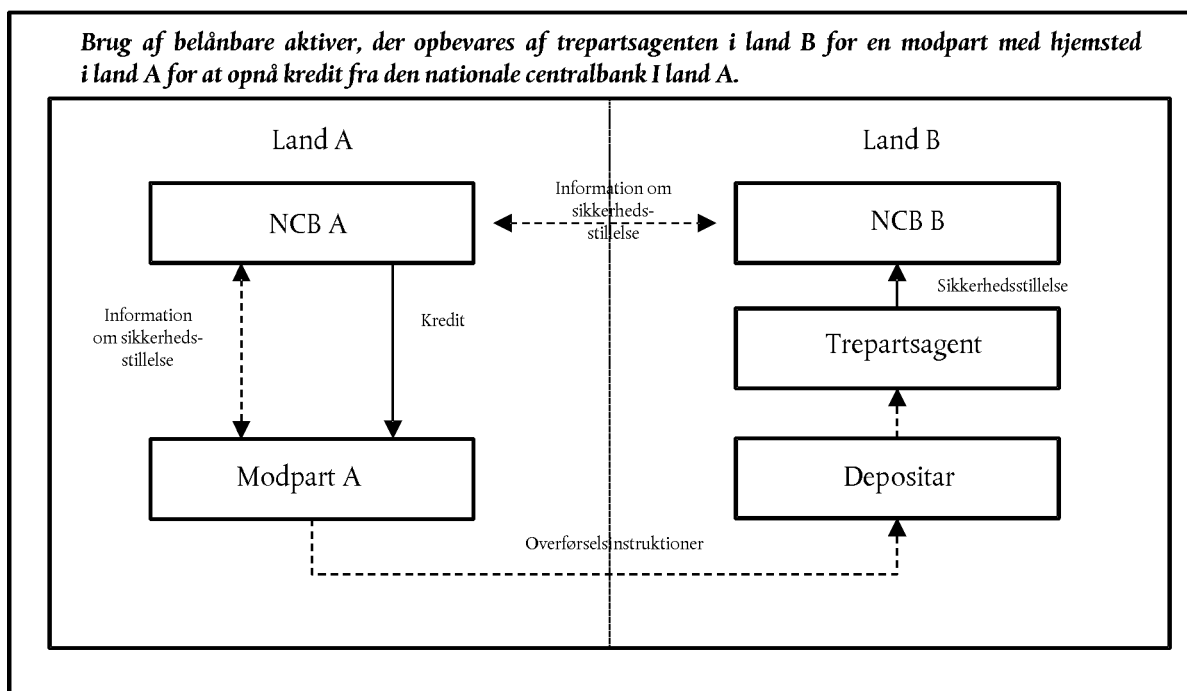 Brug af belånbare aktiver, der opbevares af trepartsagenten i land B for en modpart med hjemsted
i land A for at opnå kredit fra den nationale centralbank I land A.
Land A
Land B
NCB A
Information om
sikkerheds-
stillelse
NCB B
Information
om sikkerheds-
stillelse
Kredit
Sikkerhedsstillelse
Trepartsagent
Modpart A
Depositar
Overførselsinstruktioner